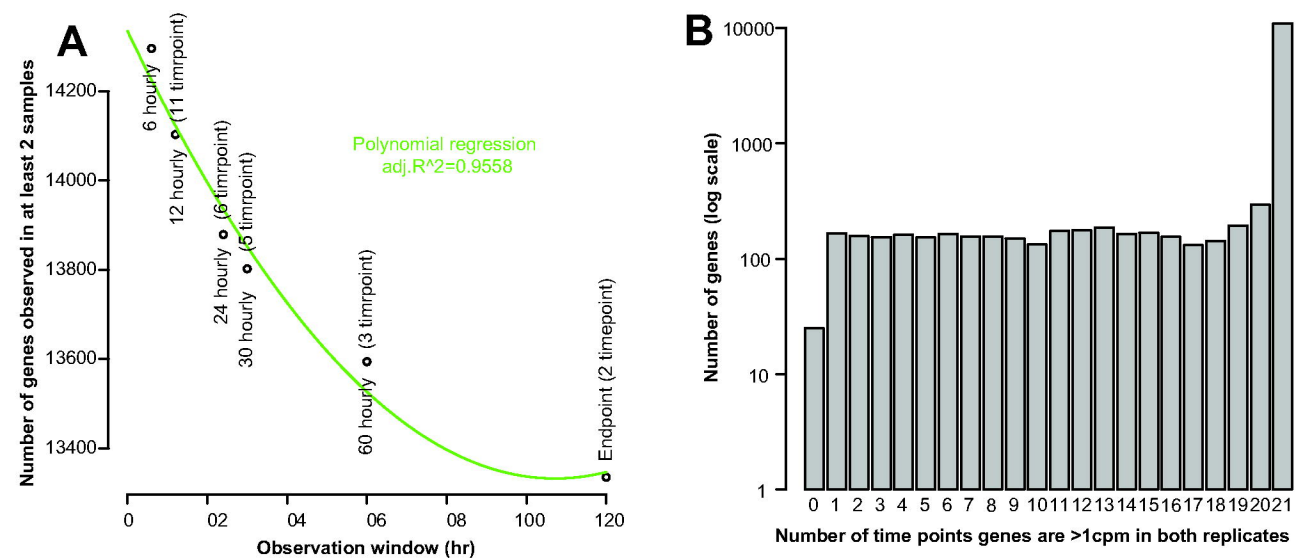 A
Number of genes observed in at least 2 samples
14200
14000
13800
13600
13400
6 hourly (11 timrpoint)
12 hourly
24 hourly (6 timrpoint)
30 hourly (5 timrpoint)
60 hourly (3 timrpoint)
Endpoint (2 timepoint)
Polynomial regression
adj.R^2=0.9558
0 02 04 06 08 100 120
Observation window (hr)
B
Number of genes (log scale)
10000
1000
100
10
1
0 1 2 3 4 5 6 7 8 9 10 11 12 13 14 15 16 17 18 19 20 21
Number of time points genes are >1cpm in both replicates